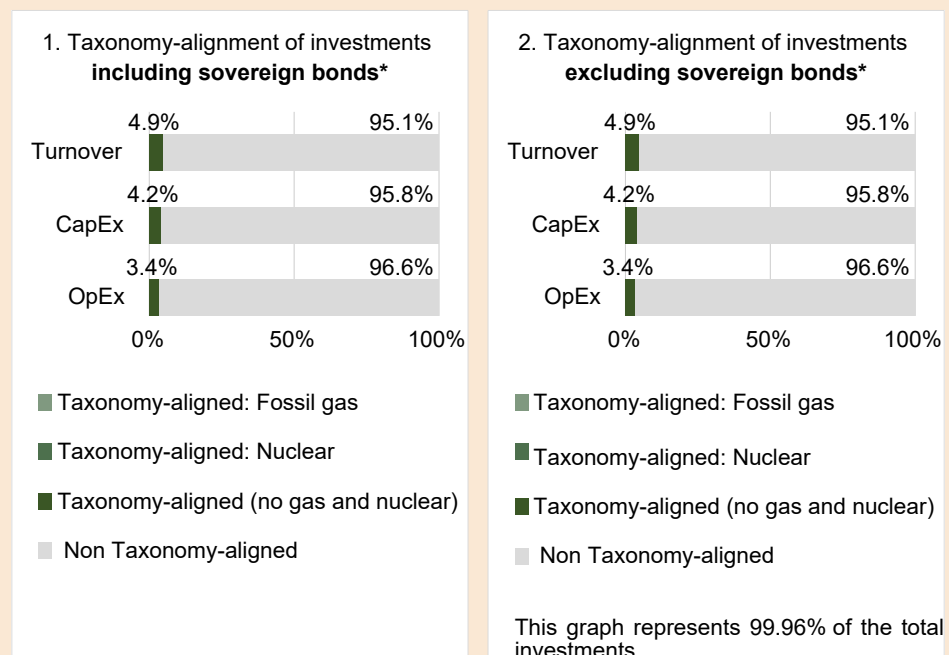 1. Taxonomy-alignment of investments
including sovereign bonds*
4.9% 95.1%
Turnover
4.2% 95.8%
CapEx
3.4% 96.6%
OpEx
0% 50% 100%
Taxonomy-aligned: Fossil gas
Taxonomy-aligned: Nuclear
Taxonomy-aligned (no gas and nuclear)
Non Taxonomy-aligned
2. Taxonomy-alignment of investments
excluding sovereign bonds*
4.9% 95.1%
Turnover
4.2% 95.8%
CapEx
3.4% 96.6%
OpEx
0% 50% 100%
Taxonomy-aligned: Fossil gas
Taxonomy-aligned: Nuclear
Taxonomy-aligned (no gas and nuclear)
Non Taxonomy-aligned
This graph represents 99.96% of the total
investments